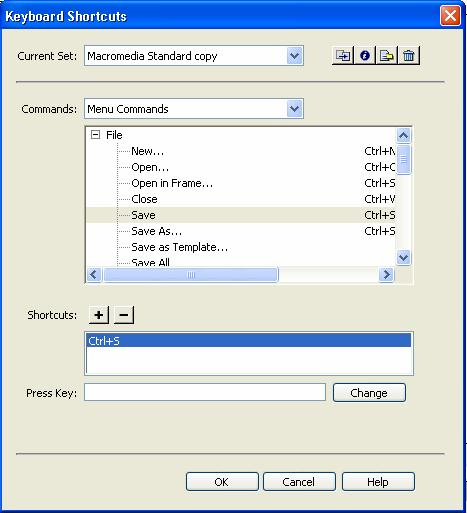 Keyboard Shortcuts
Current Set: Macromedia Standard copy
Commands: Menu Commands
File
New... Ctrl+N
Open... Ctrl+O
Open in Frame... Ctrl+S
Close Ctrl+W
Save Ctrl+S
Save As... Ctrl+S
Save as Template...
Save All
Shortcuts: + −
Ctrl+S
Press Key: Change
OK Cancel Help